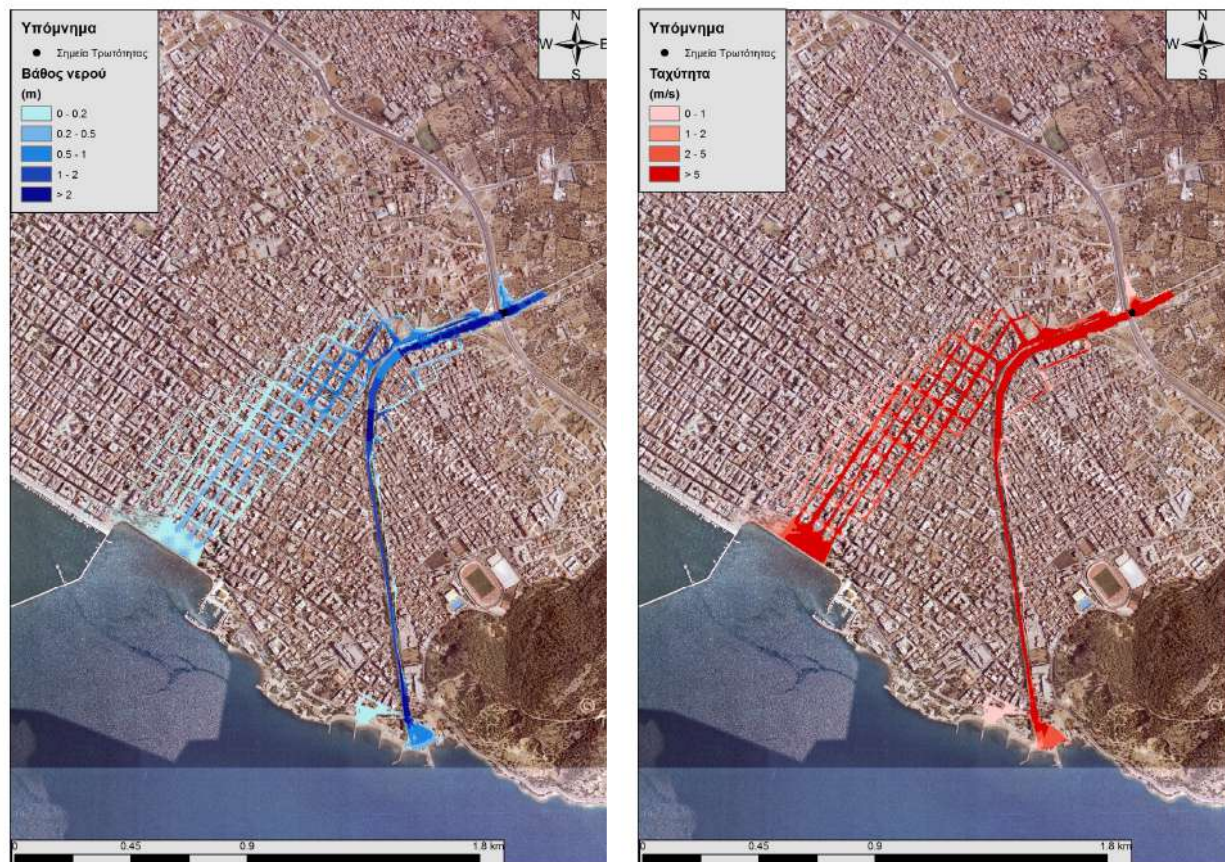 Υπόμνημα
Σημεία Τρωτότητας
Βάθος νερού
(m)
0 - 0.2
0.2 - 0.5
0.5 - 1
1 - 2
> 2
N
W E
S
©
0 0.45 0.9 1.8 km
Υπόμνημα
Σημεία Τρωτότητας
Ταχύτητα
(m/s)
0 - 1
1 - 2
2 - 5
> 5
N
W E
S
©
0 0.45 0.9 1.8 km